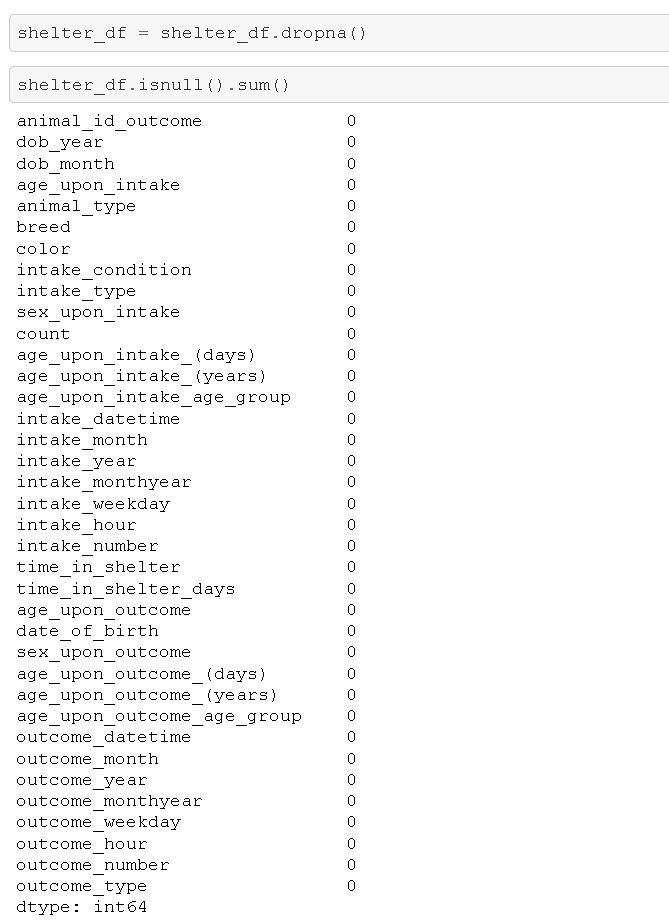 shelter_df = shelter_df.dropna()
shelter_df.isnull().sum()
animal_id_outcome 0
dob_year 0
dob_month 0
age_upon_intake 0
animal_type 0
breed 0
color 0
intake_condition 0
intake_type 0
sex_upon_intake 0
count 0
age_upon_intake_(days) 0
age_upon_intake_(years) 0
age_upon_intake_age_group 0
intake_datetime 0
intake_month 0
intake_year 0
intake_monthyear 0
intake_weekday 0
intake_hour 0
intake_number 0
time_in_shelter 0
time_in_shelter_days 0
age_upon_outcome 0
date_of_birth 0
sex_upon_outcome 0
age_upon_outcome_(days) 0
age_upon_outcome_(years) 0
age_upon_outcome_age_group 0
outcome_datetime 0
outcome_month 0
outcome_year 0
outcome_monthyear 0
outcome_weekday 0
outcome_hour 0
outcome_number 0
outcome_type 0
dtype: int64